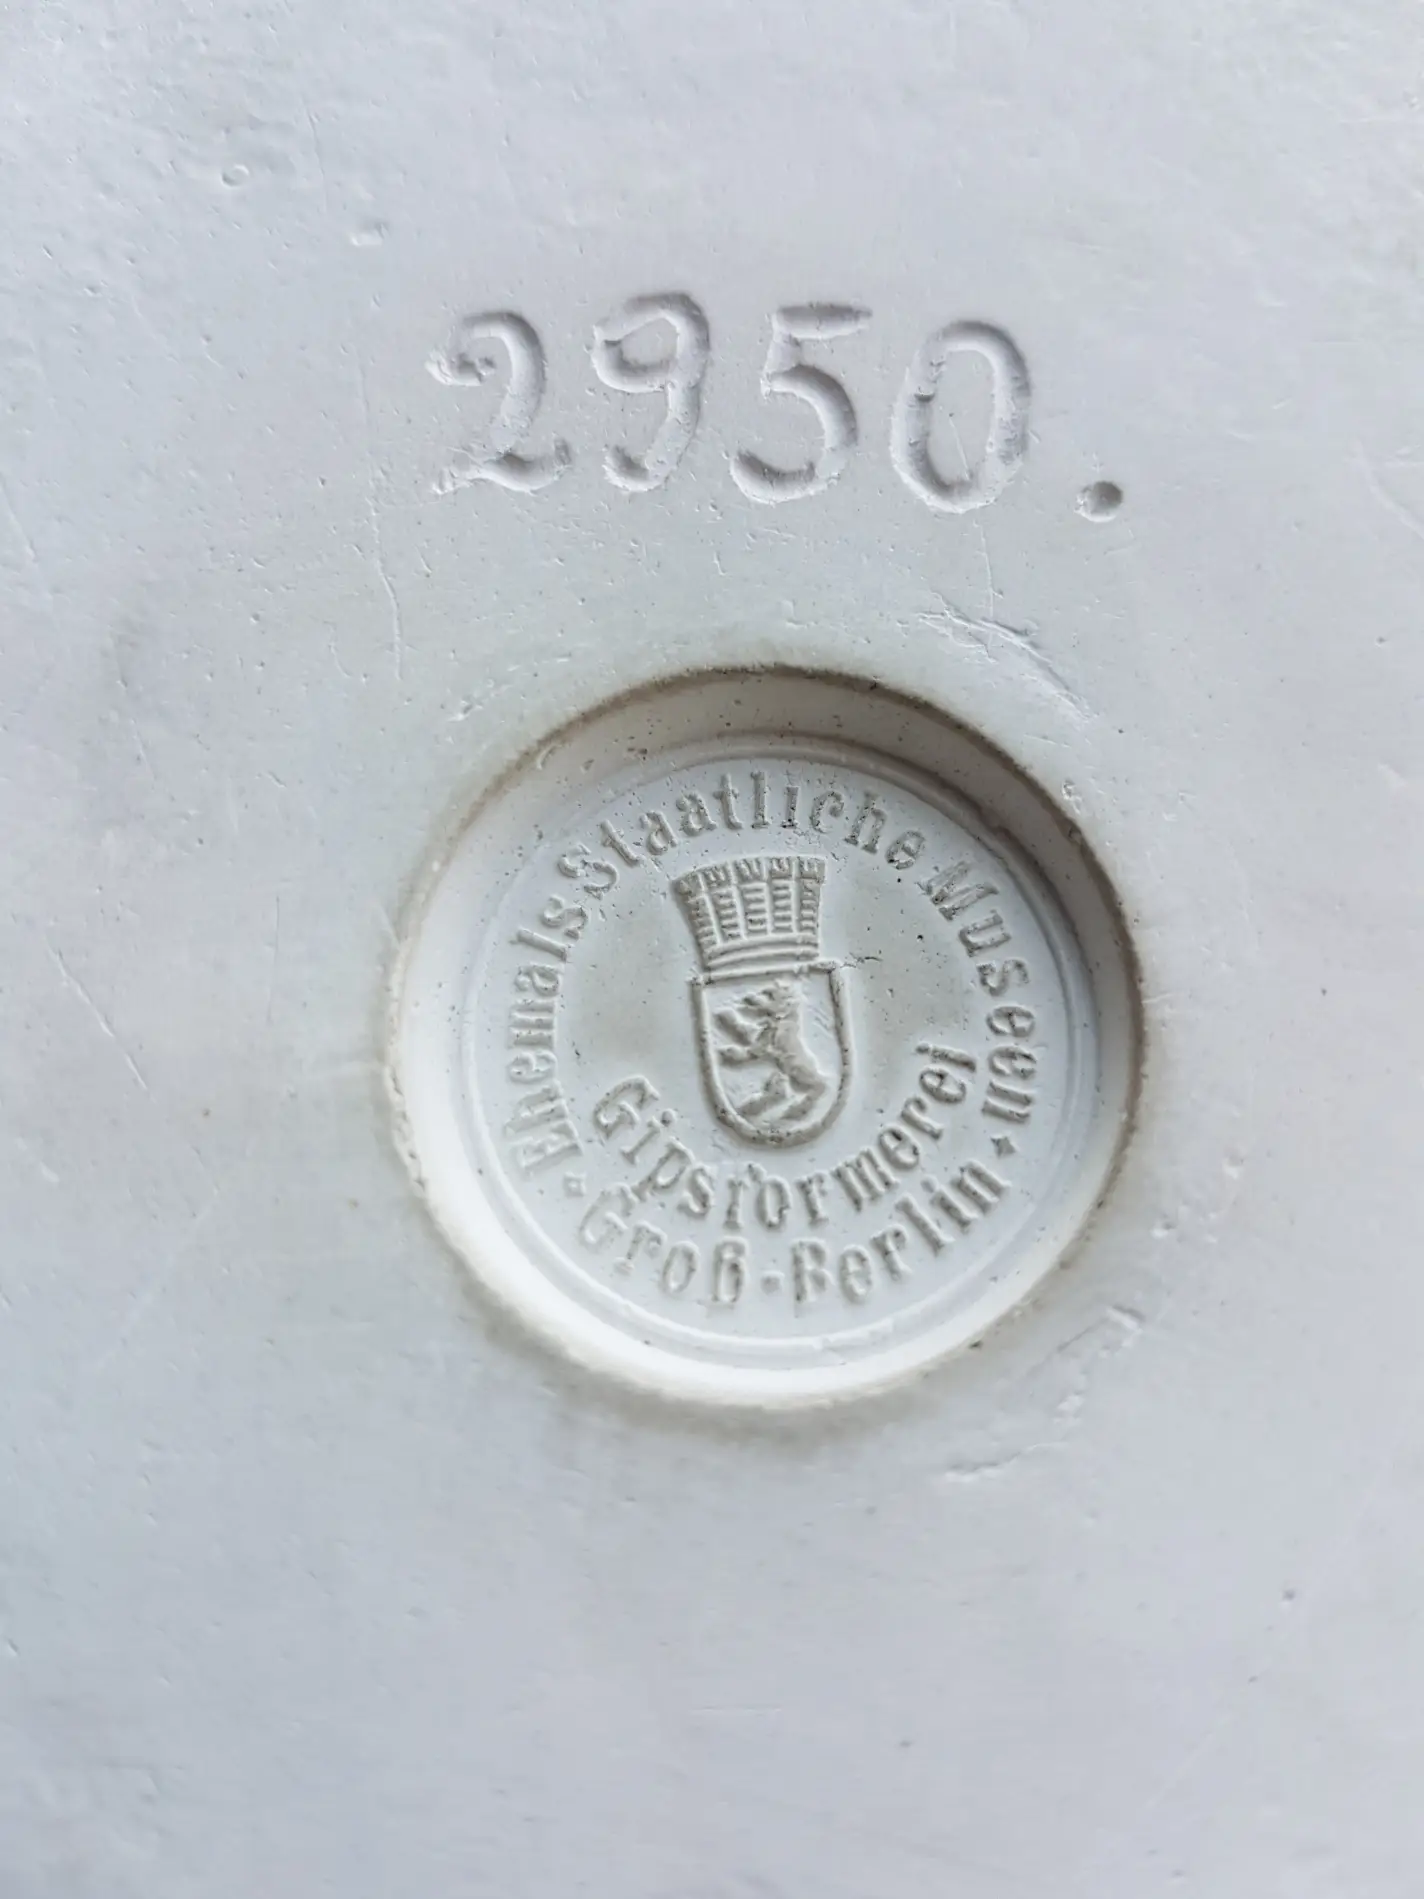 2950.
Ehemals Staatliche Museen
Gipsformerei
Groß-Berlin